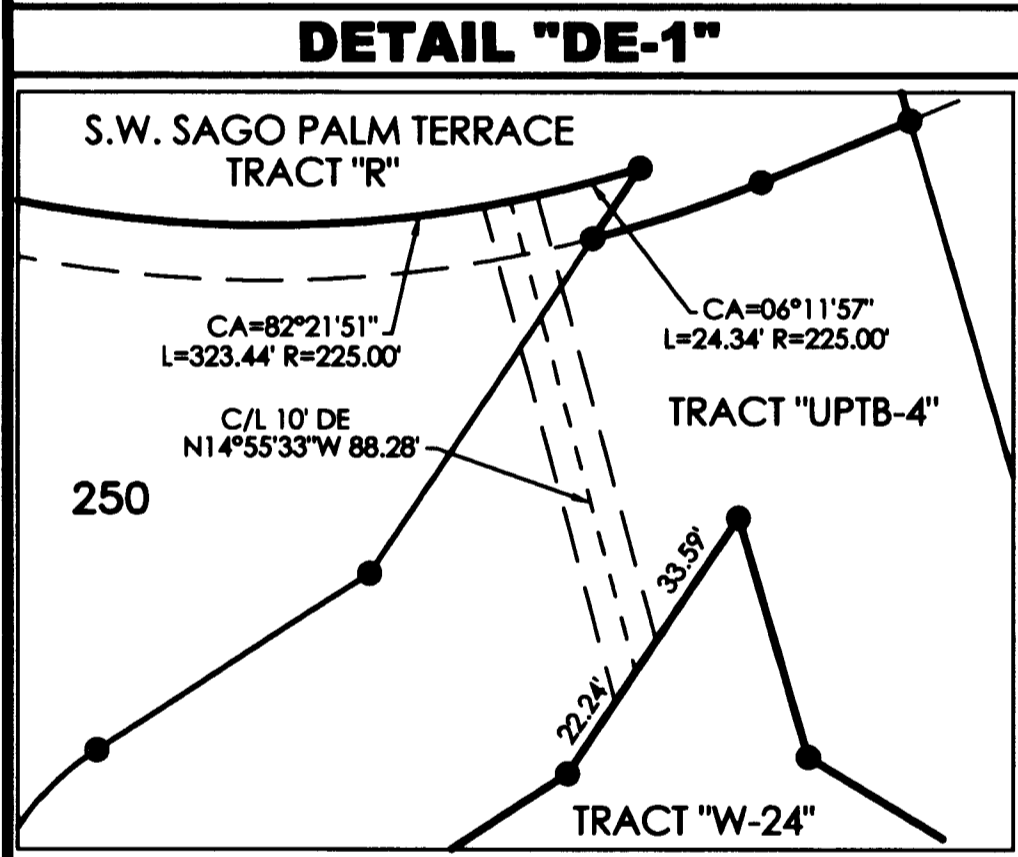 DETAIL "DE-1"
S.W. SAGO PALM TERRACE
TRACT "R"
CA=82°21'51"
L=323.44' R=225.00'
CA=06°11'57"
L=24.34' R=225.00'
C/L 10' DE
N14°55'33"W 88.28'
TRACT "UPTB-4"
250
33.59'
22.24'
TRACT "W-24"